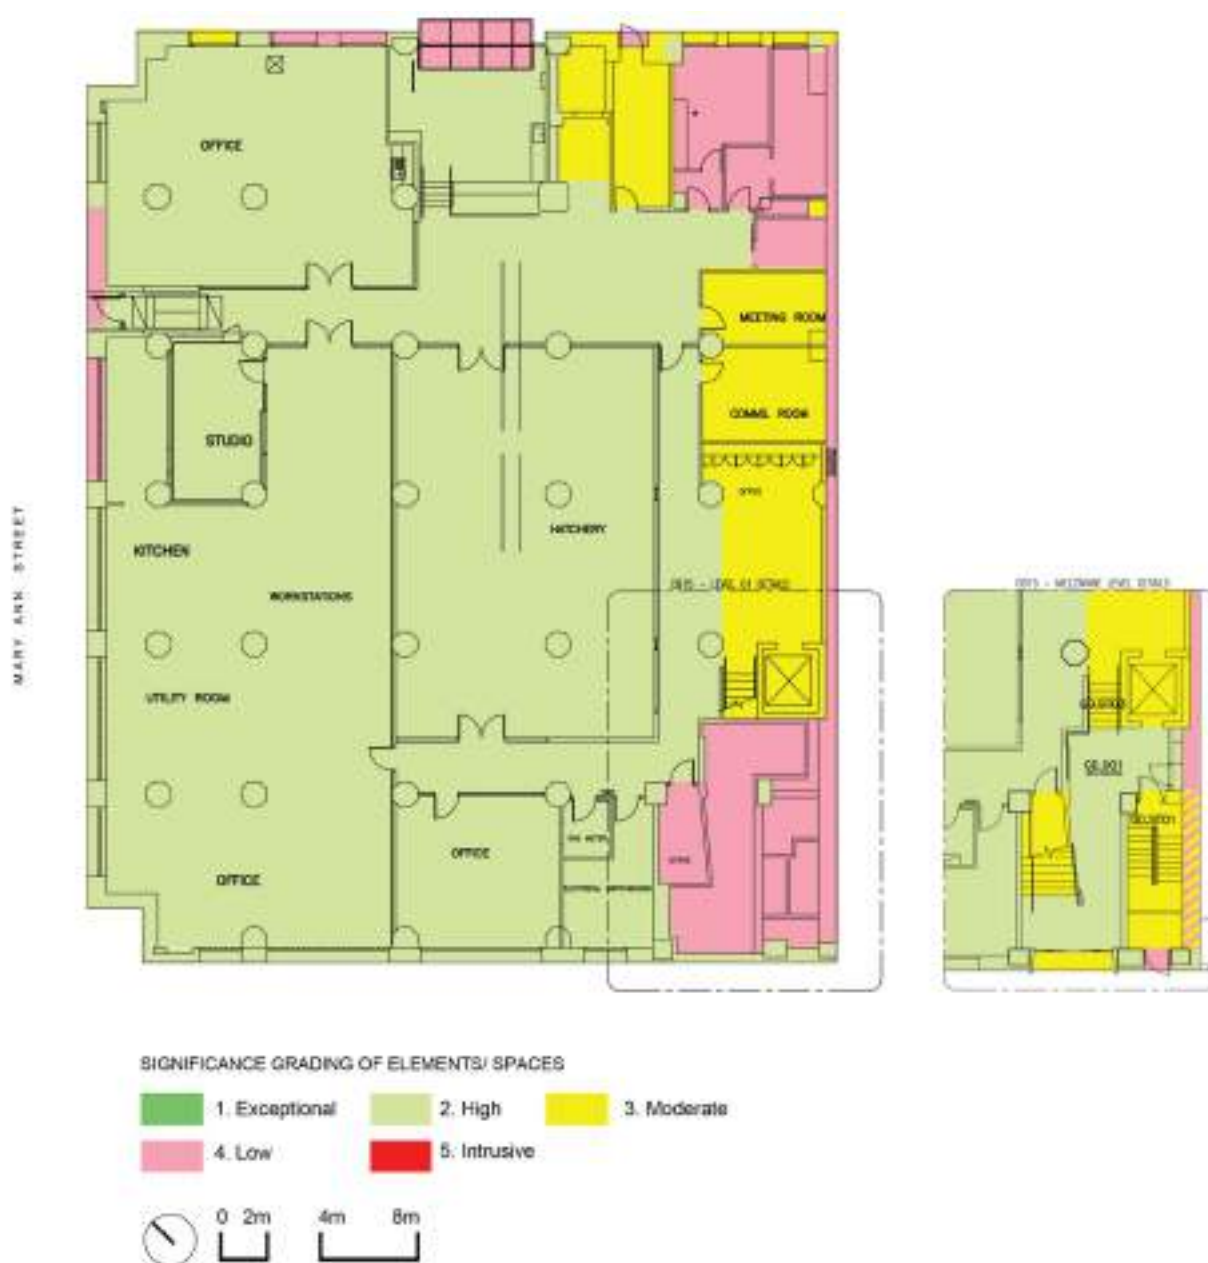 OFFICE
MEETING ROOM
COMMS. ROOM
STUDIO
OFFICE
HATCHERY
KITCHEN
WORKSTATIONS
MARY ANN STREET
UTILITY ROOM
OFFICE
OFFICE
SIGNIFICANCE GRADING OF ELEMENTS/ SPACES
1. Exceptional
2. High
3. Moderate
4. Low
5. Intrusive
0 2m 4m 8m